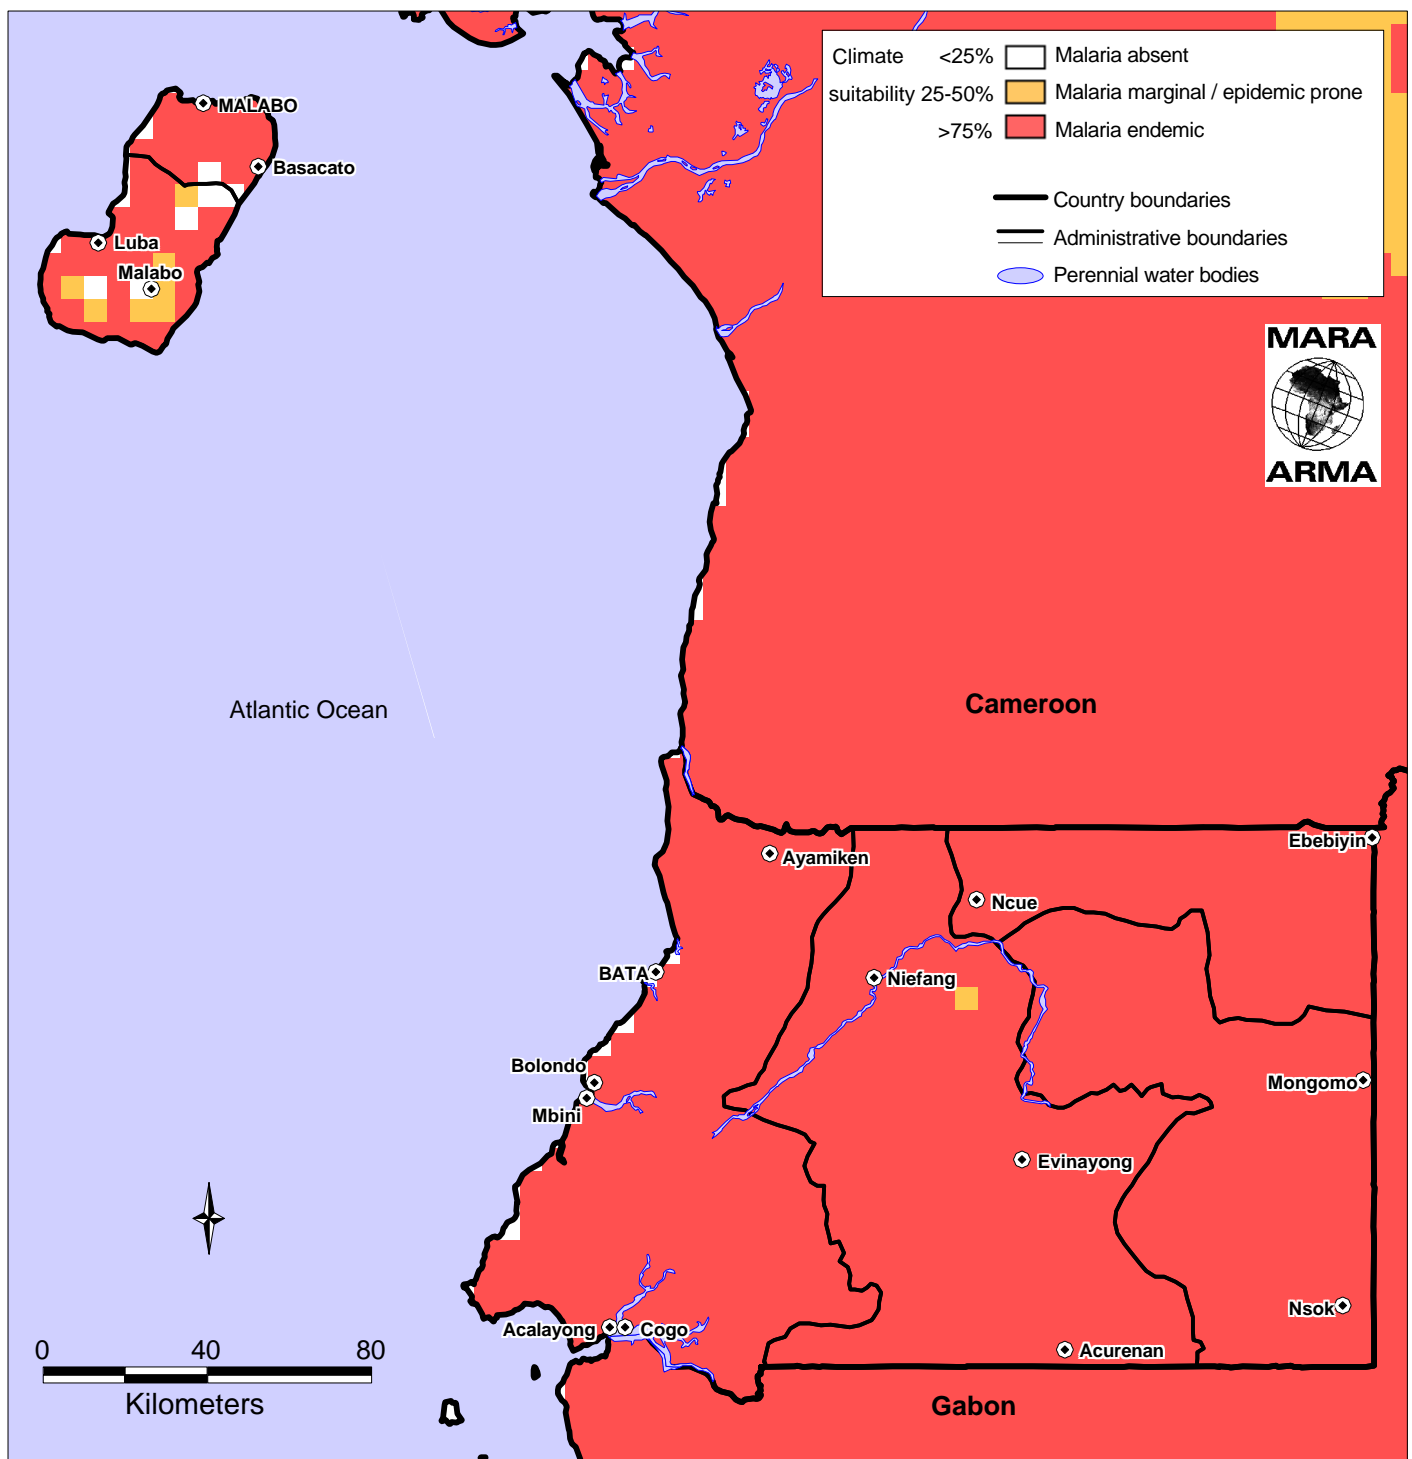 Climate <25% Malaria absent
suitability 25-50% Malaria marginal / epidemic prone
>75% Malaria endemic
Country boundaries
Administrative boundaries
Perennial water bodies
MARA
ARMA
MALABO
Basacato
Luba
Malabo
Atlantic Ocean
Cameroon
Ebebiyin
Ayamiken
Ncue
BATA
Niefang
Bolondo
Mongomo
Mbini
Evinayong
Nsok
Acalayong
Cogo
Acurenan
0 40 80
Kilometers
Gabon